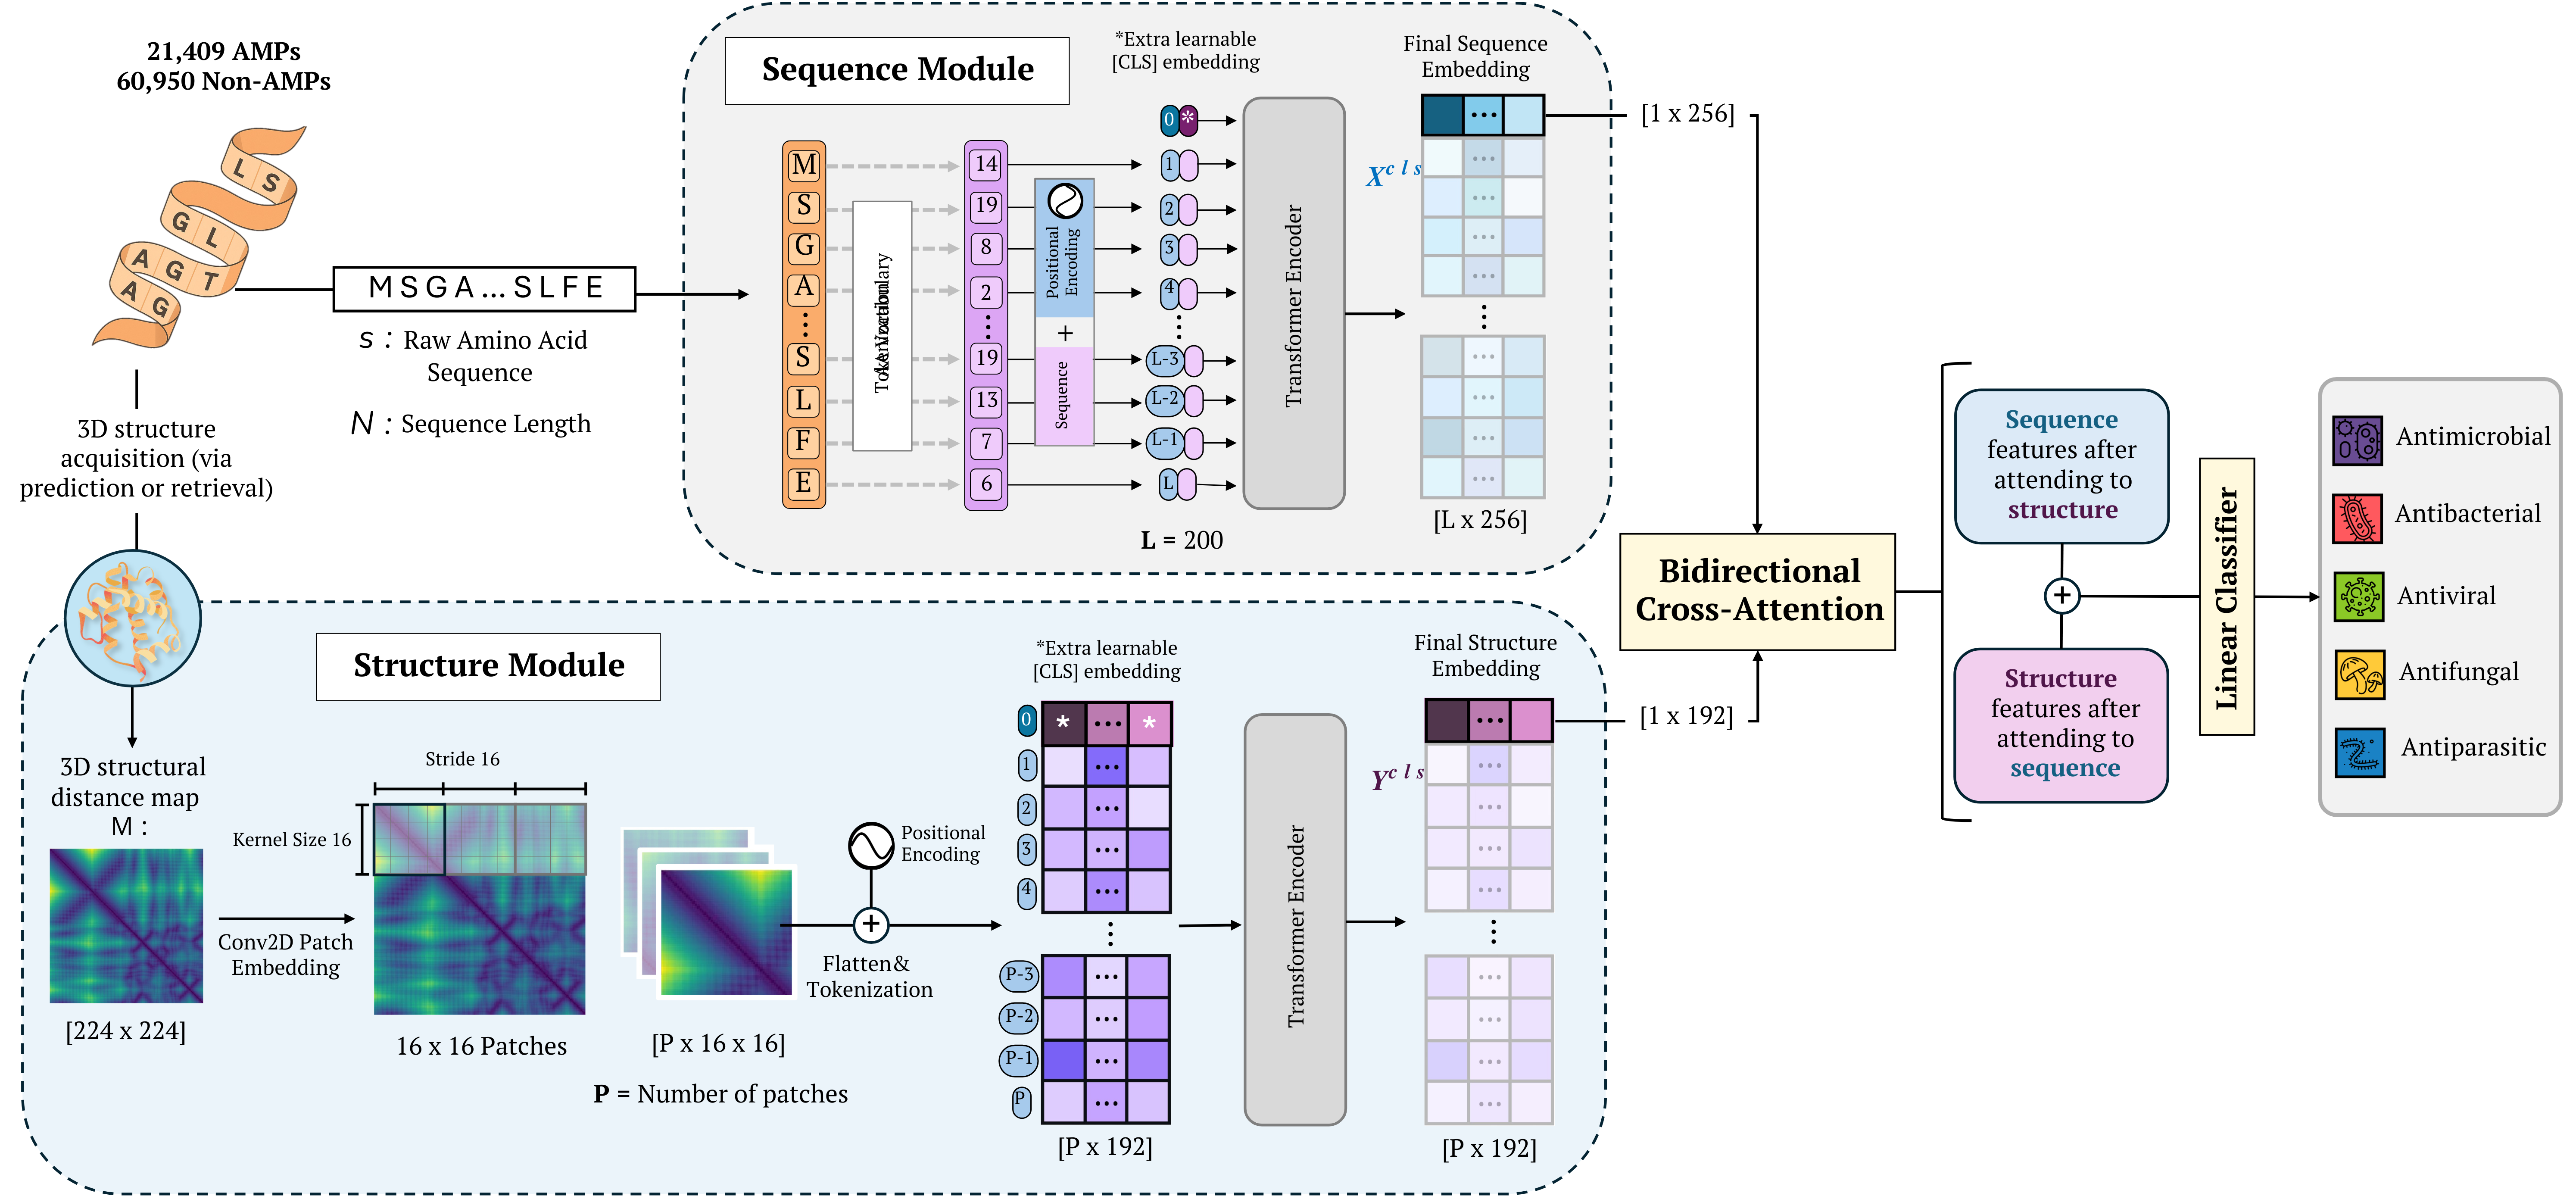 21,409 AMPs
60,950 Non-AMPs
L S
G L
A G T
A G
M S G A ... S L F E
s : Raw Amino Acid
Sequence
N : Sequence Length
3D structure
acquisition (via
prediction or retrieval)
Sequence Module
*Extra learnable
[CLS] embedding
Final Sequence
Embedding
M
S
G
A
⋮
S
L
F
E
Tokenization
14
19
8
2
⋮
19
13
7
6
Positional
Encoding
+
Sequence
0 *
1
2
3
4
⋮
L-3
L-2
L-1
L
L = 200
Transformer Encoder
X^cls
...
...
...
...
...
⋮
...
...
...
...
[L x 256]
[1 x 256]
Structure Module
3D structural
distance map
M :
[224 x 224]
Conv2D Patch
Embedding
Stride 16
Kernel Size 16
16 x 16 Patches
[P x 16 x 16]
P = Number of patches
Positional
Encoding
+
Flatten&
Tokenization
*Extra learnable
[CLS] embedding
0 * ... *
1 ...
2 ...
3 ...
4 ...
⋮
P-3 ...
P-2 ...
P-1 ...
P ...
[P x 192]
Transformer Encoder
Final Structure
Embedding
Y^cls
...
...
...
...
...
⋮
...
...
...
...
[P x 192]
[1 x 192]
Bidirectional
Cross-Attention
Sequence
features after
attending to
structure
+
Structure
features after
attending to
sequence
Linear Classifier
Antimicrobial
Antibacterial
Antiviral
Antifungal
Antiparasitic